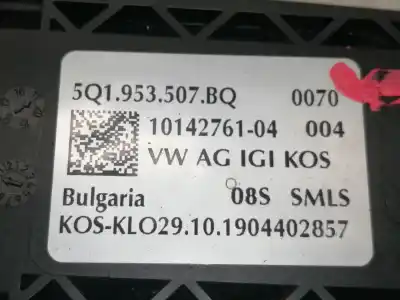 5Q1.953.507.BQ 0070
10142761-04 004
VW AG IGI KOS
Bulgaria 08S SMLS
KOS-KLO29.10.1904402857